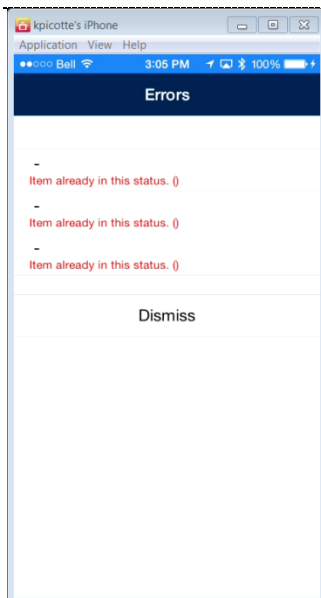 kpicotte's iPhone
Application View Help
Bell 3:05 PM 100%
Errors
-
Item already in this status. ()
-
Item already in this status. ()
-
Item already in this status. ()
Dismiss